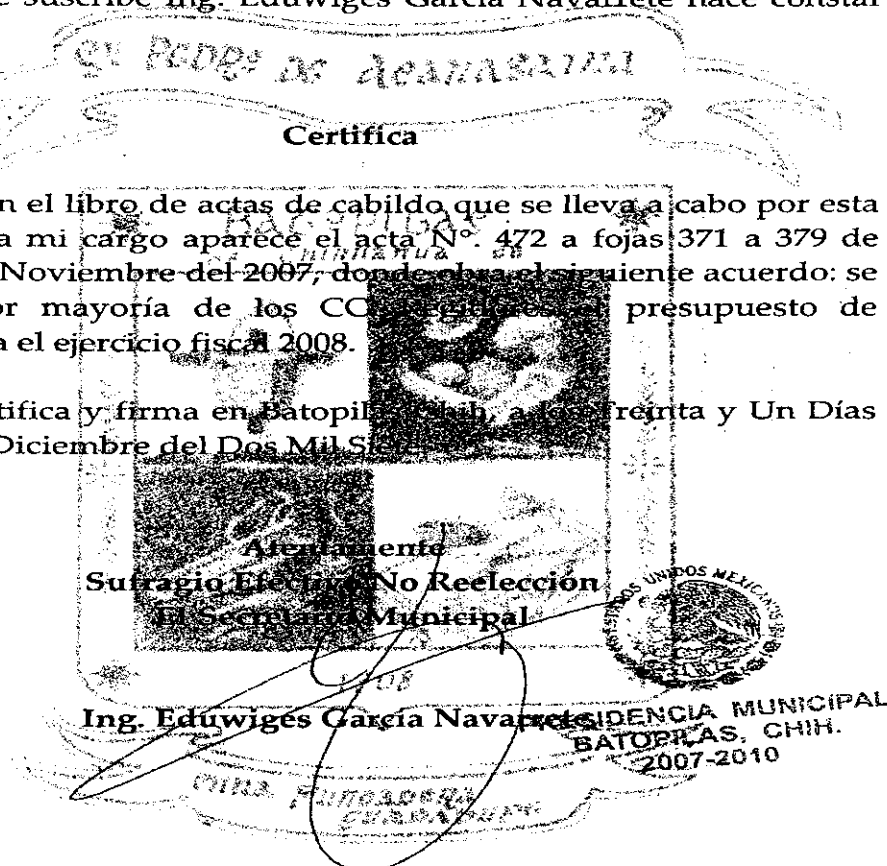 e suscribe Ing. Eduwiges García Navarrete hace constar
Certifica
n el libro de actas de cabildo que se lleva a cabo por esta
a mi cargo aparece el acta N°. 472 a fojas 371 a 379 de
Noviembre del 2007, donde obra el siguiente acuerdo: se
or mayoría de los presupuesto de
a el ejercicio fiscal 2008.
tifica y firma en Batopilas Chih, a los Treinta y Un Días
Diciembre del Dos Mil
Atentamente
Sufragio Efectivo No Reelección
El Secretario Municipal
Ing. Eduwiges García Navarrete
UNIDOS
MUNICIPAL
BATOPILAS, CHIH.
2007-2010